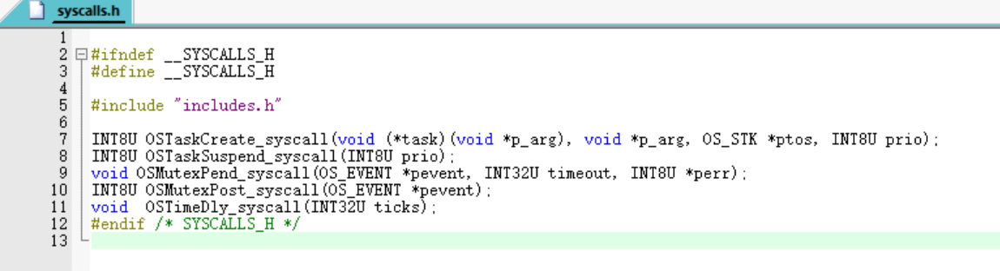 syscalls.h
1
2 #ifndef __SYSCALLS_H
3 #define __SYSCALLS_H
4
5 #include "includes.h"
6
7 INT8U OSTaskCreate_syscall(void (*task)(void *p_arg), void *p_arg, OS_STK *ptos, INT8U prio);
8 INT8U OSTaskSuspend_syscall(INT8U prio);
9 void OSMutexPend_syscall(OS_EVENT *pevent, INT32U timeout, INT8U *perr);
10 INT8U OSMutexPost_syscall(OS_EVENT *pevent);
11 void  OSTimeDly_syscall(INT32U ticks);
12 #endif /* SYSCALLS_H */
13